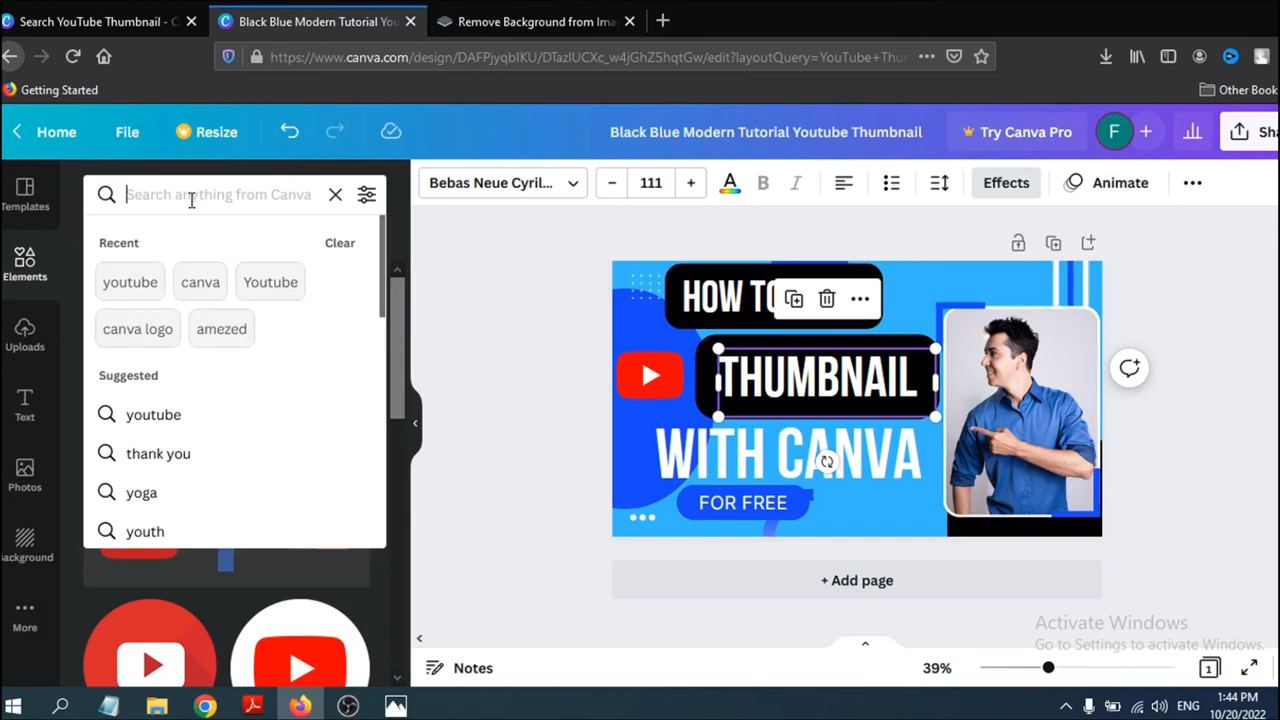 Search YouTube Thumbnail - C
Black Blue Modern Tutorial You
Remove Background from Ima
https://www.canva.com/design/DAFPjyqbIKU/DTazlUCXc_w4jGhZ5hqtGw/edit?layoutQuery=YouTube+Thum
Getting Started
Other Book
Home
File
Resize
Black Blue Modern Tutorial Youtube Thumbnail
Try Canva Pro
F
Sha
Templates
Elements
Uploads
Text
Photos
Background
More
Search anything from Canva
Recent
Clear
youtube
canva
Youtube
canva logo
amezed
Suggested
youtube
thank you
yoga
youth
Bebas Neue Cyril...
111
A
B
I
Effects
Animate
HOW TO
THUMBNAIL
WITH CANVA
FOR FREE
+ Add page
Activate Windows
Go to Settings to activate Windows.
Notes
39%
1
ENG
1:44 PM
10/20/2022